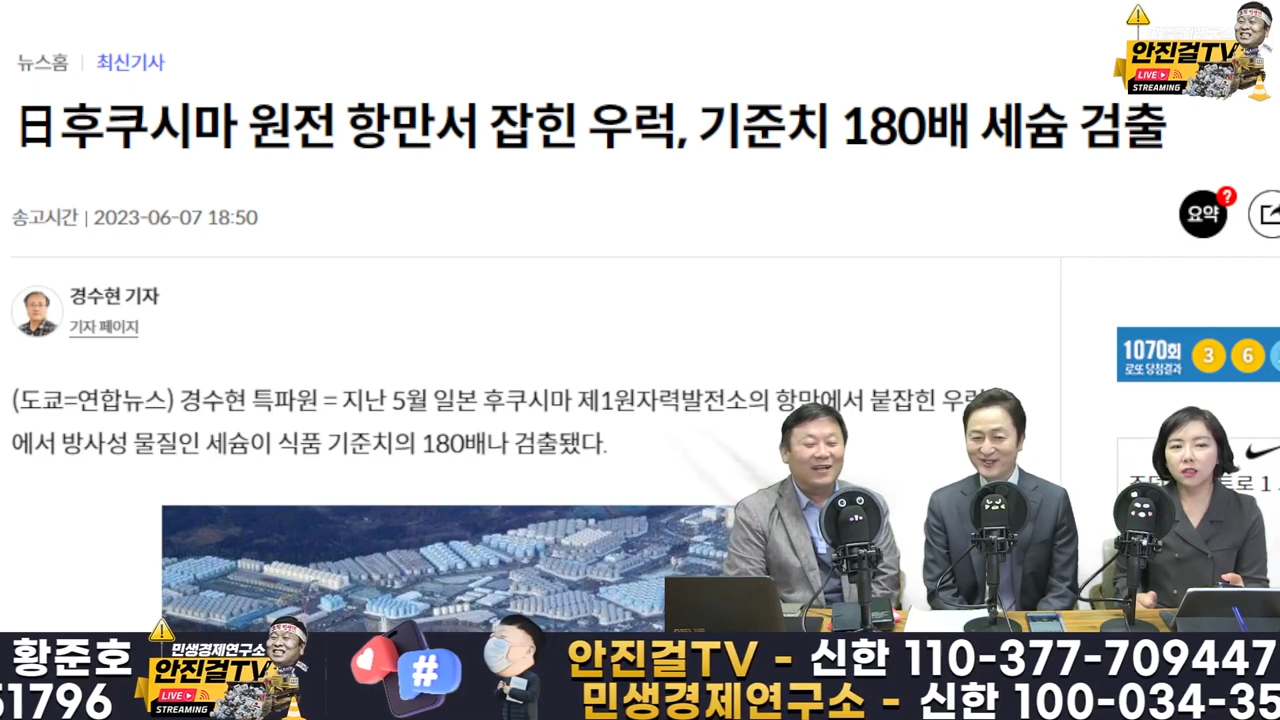 뉴스홈 | 최신기사
日후쿠시마 원전 항만서 잡힌 우럭, 기준치 180배 세슘 검출
송고시간 | 2023-06-07 18:50
요약
?
경수현 기자
기자 페이지
(도쿄=연합뉴스) 경수현 특파원 = 지난 5월 일본 후쿠시마 제1원자력발전소의 항만에서 붙잡힌
에서 방사성 물질인 세슘이 식품 기준치의 180배나 검출됐다.
1070회
로또 당첨결과
3 6
안진걸TV
LIVE
STREAMING
황준호
51796
민생경제연구소
안진걸TV
LIVE
STREAMING
#
안진걸TV - 신한 110-377-709447
민생경제연구소 - 신한 100-034-35